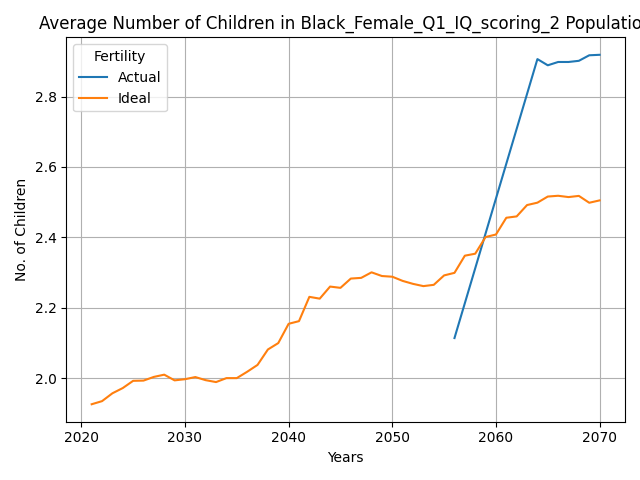 Average Number of Children in Black_Female_Q1_IQ_scoring_2 Populatio
Fertility
Actual
Ideal
No. of Children
2.8
2.6
2.4
2.2
2.0
2020 2030 2040 2050 2060 2070
Years